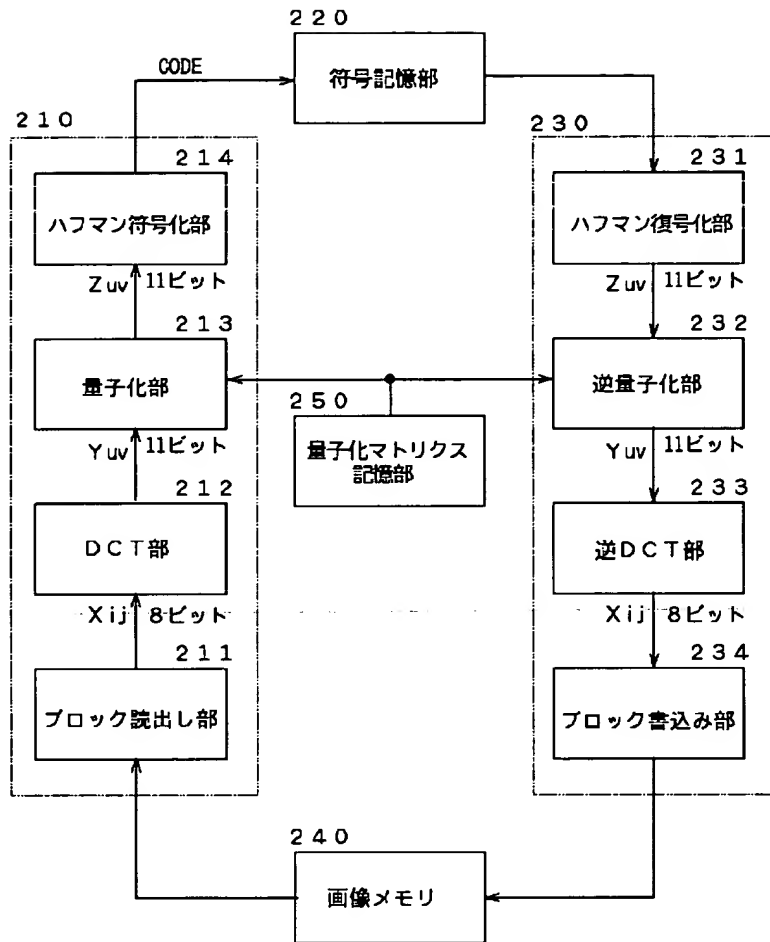 220
符号記憶部
CODE
210
214
ハフマン符号化部
Zuv 11ビット
213
量子化部
Yuv 11ビット
212
DCT部
Xij 8ビット
211
ブロック読出し部
230
231
ハフマン復号化部
Zuv 11ビット
232
逆量子化部
Yuv 11ビット
233
逆DCT部
Xij 8ビット
234
ブロック書込み部
250
量子化マトリクス
記憶部
240
画像メモリ